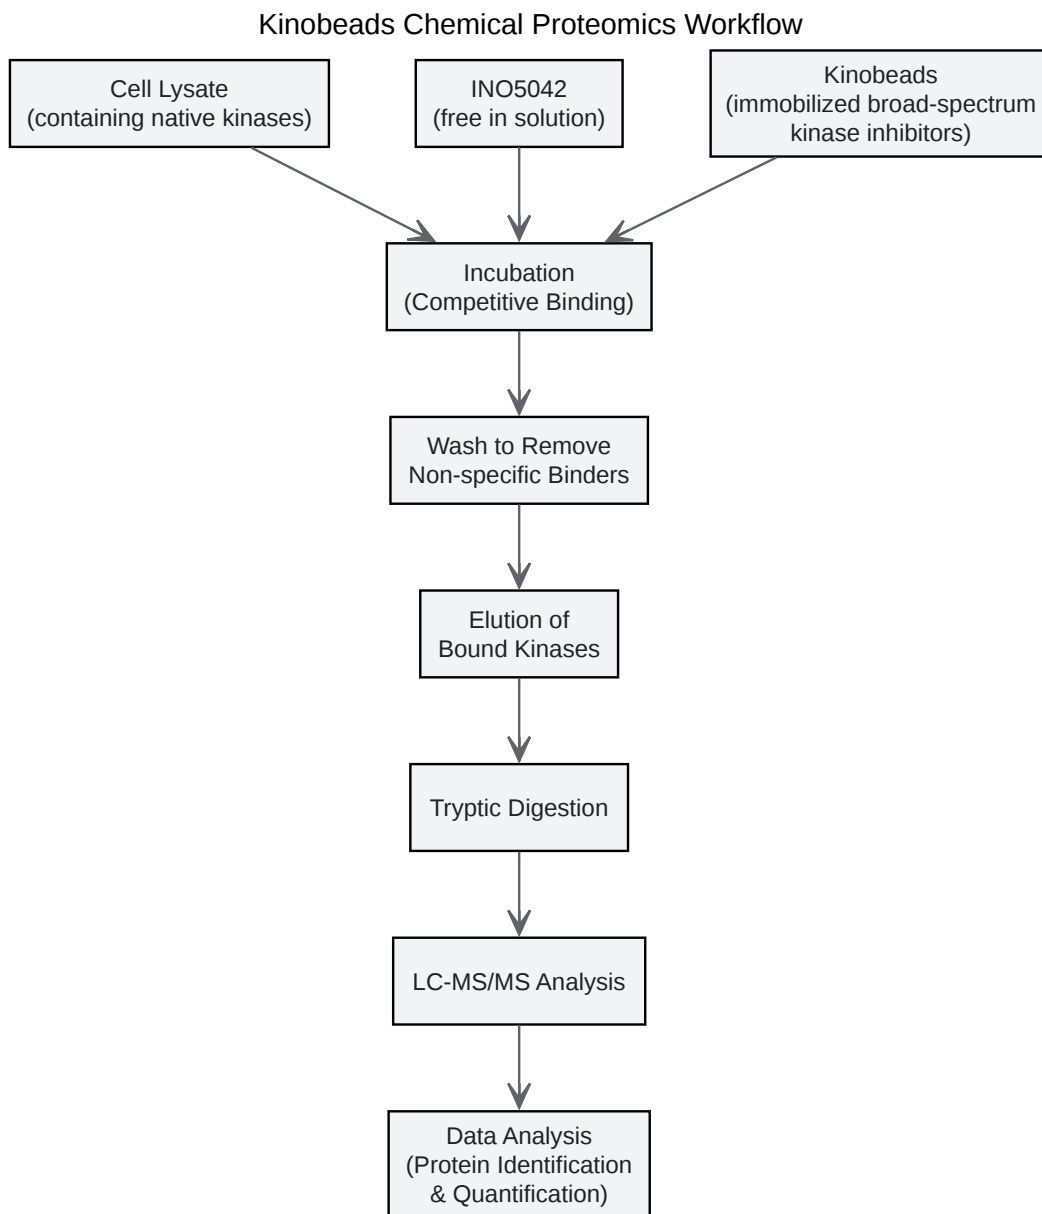 Kinobeads Chemical Proteomics Workflow
Cell Lysate
(containing native kinases)
INO5042
(free in solution)
Kinobeads
(immobilized broad-spectrum
kinase inhibitors)
Incubation
(Competitive Binding)
Wash to Remove
Non-specific Binders
Elution of
Bound Kinases
Tryptic Digestion
LC-MS/MS Analysis
Data Analysis
(Protein Identification
& Quantification)